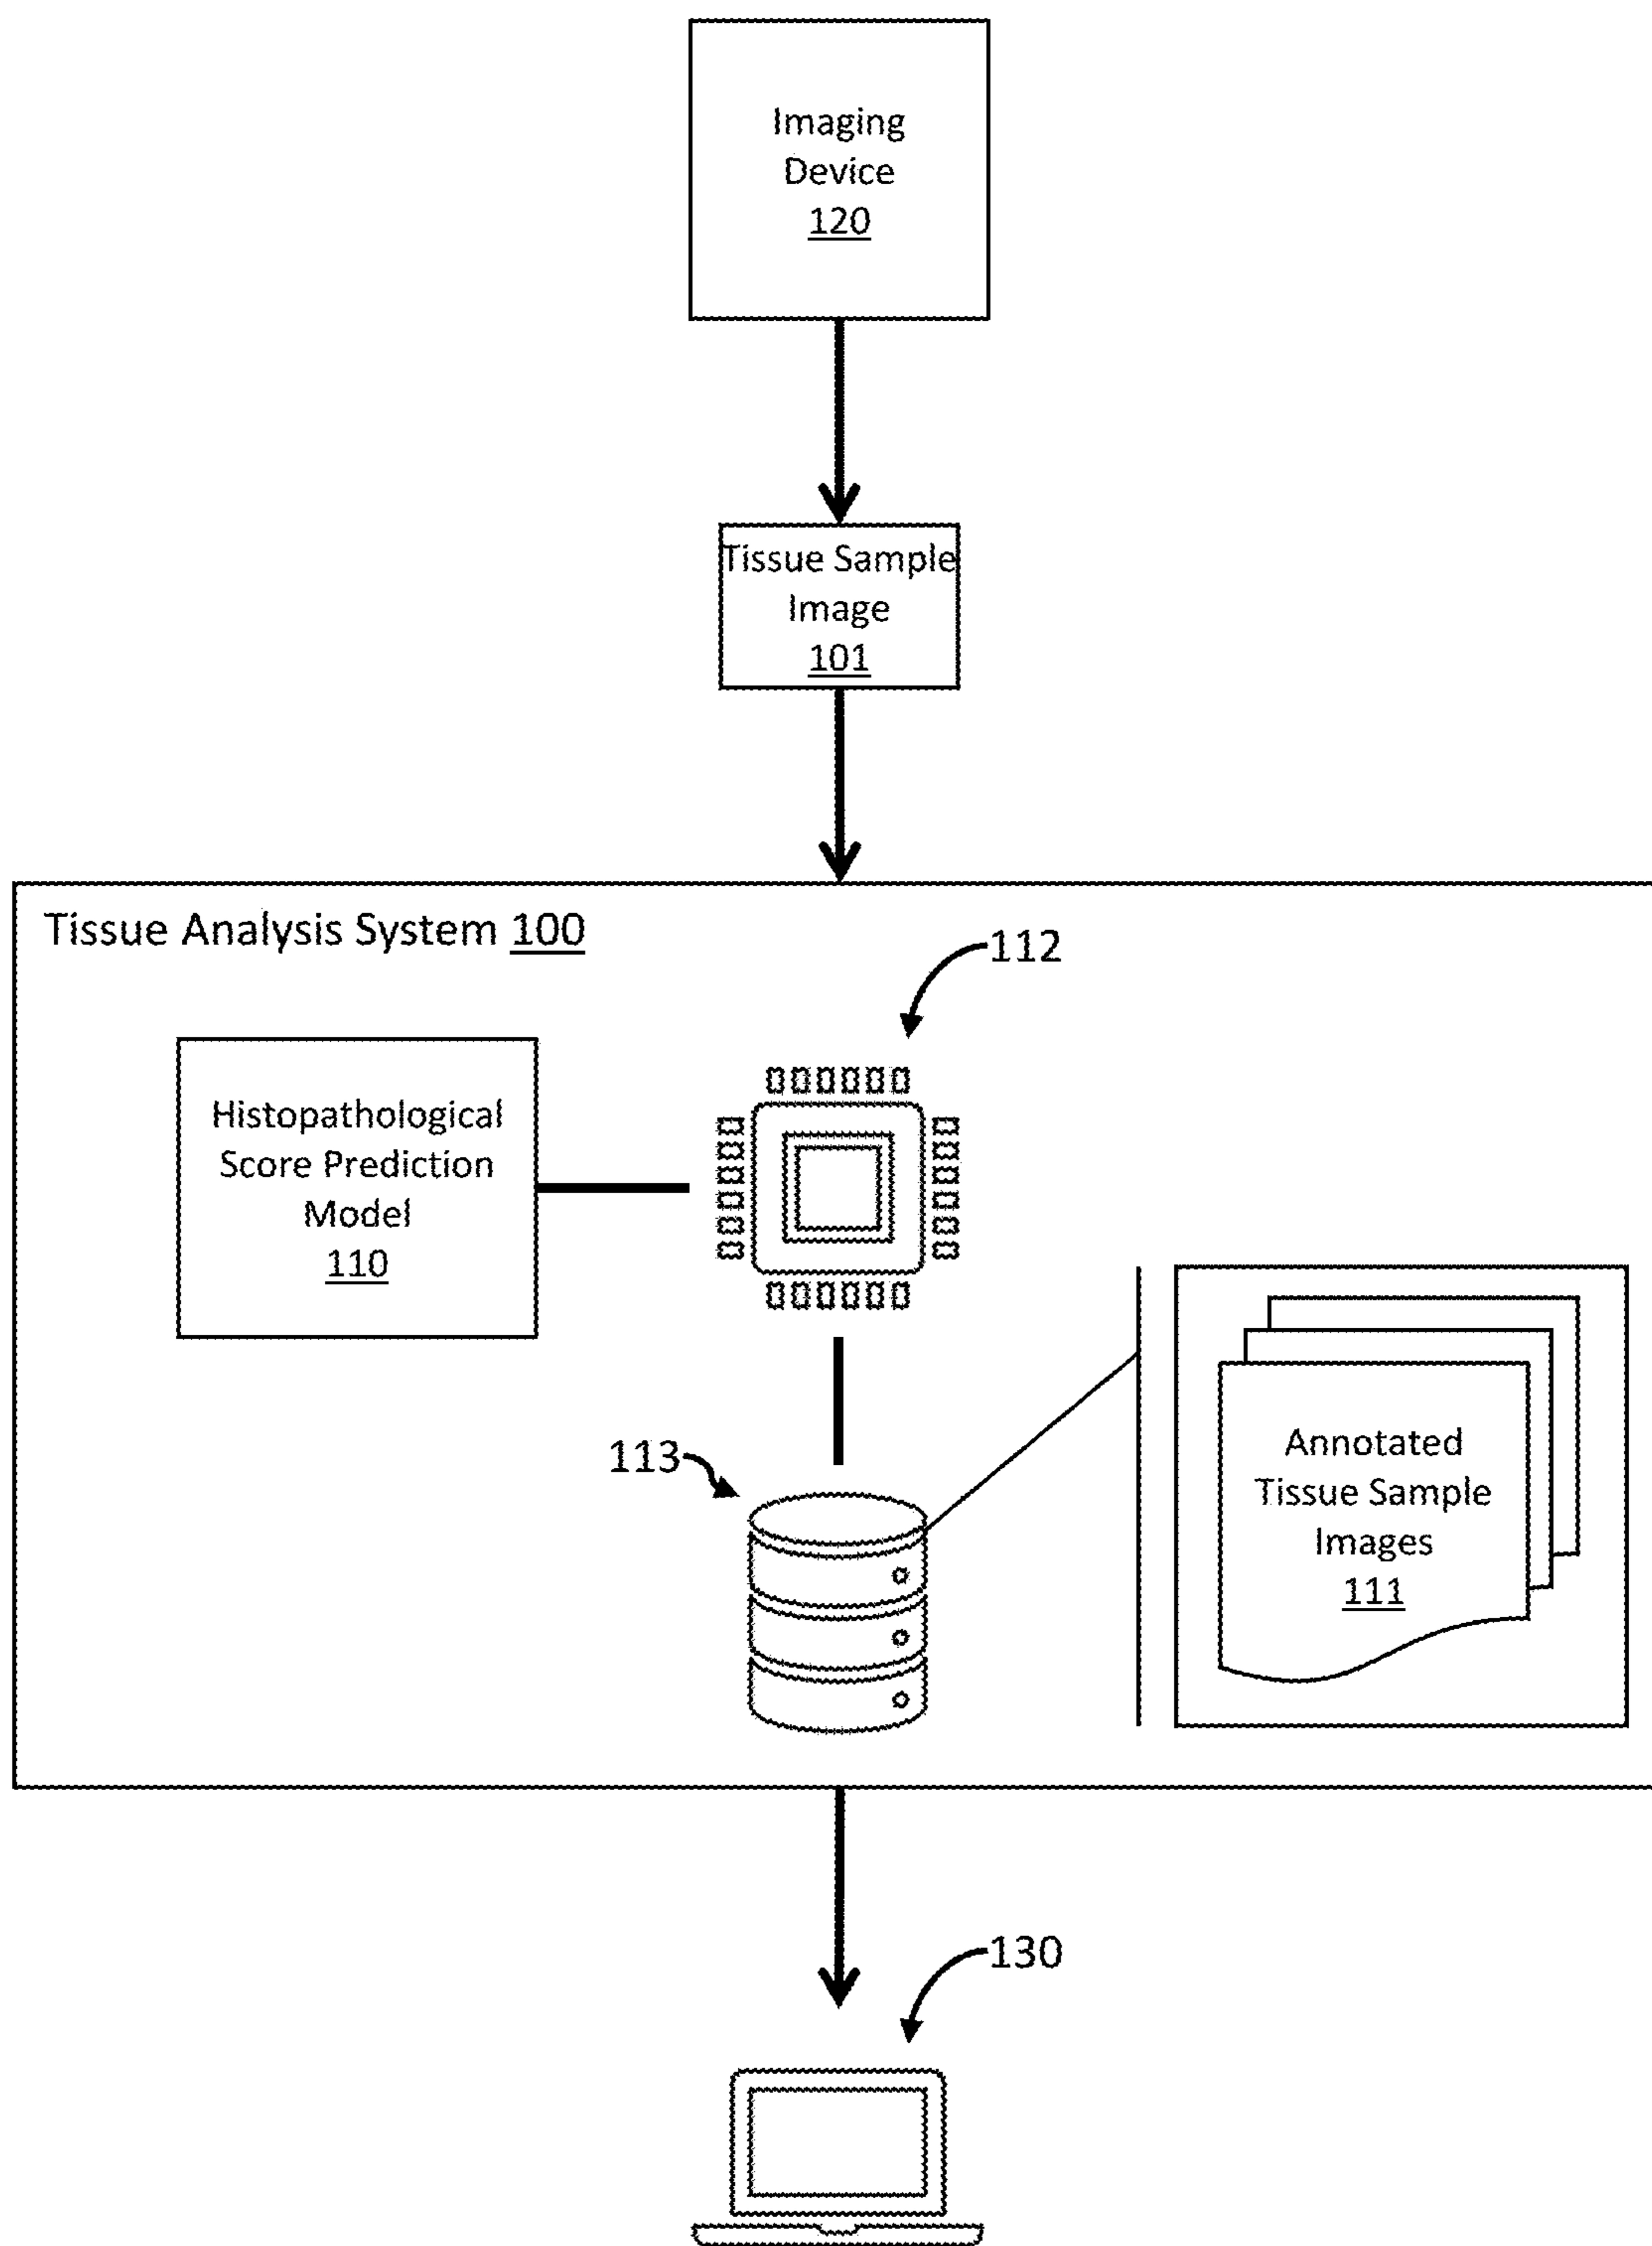 Imaging
Device
120
Tissue Sample
Image
101
Tissue Analysis System 100
112
Histopathological
Score Prediction
Model
110
113
Annotated
Tissue Sample
Images
111
130